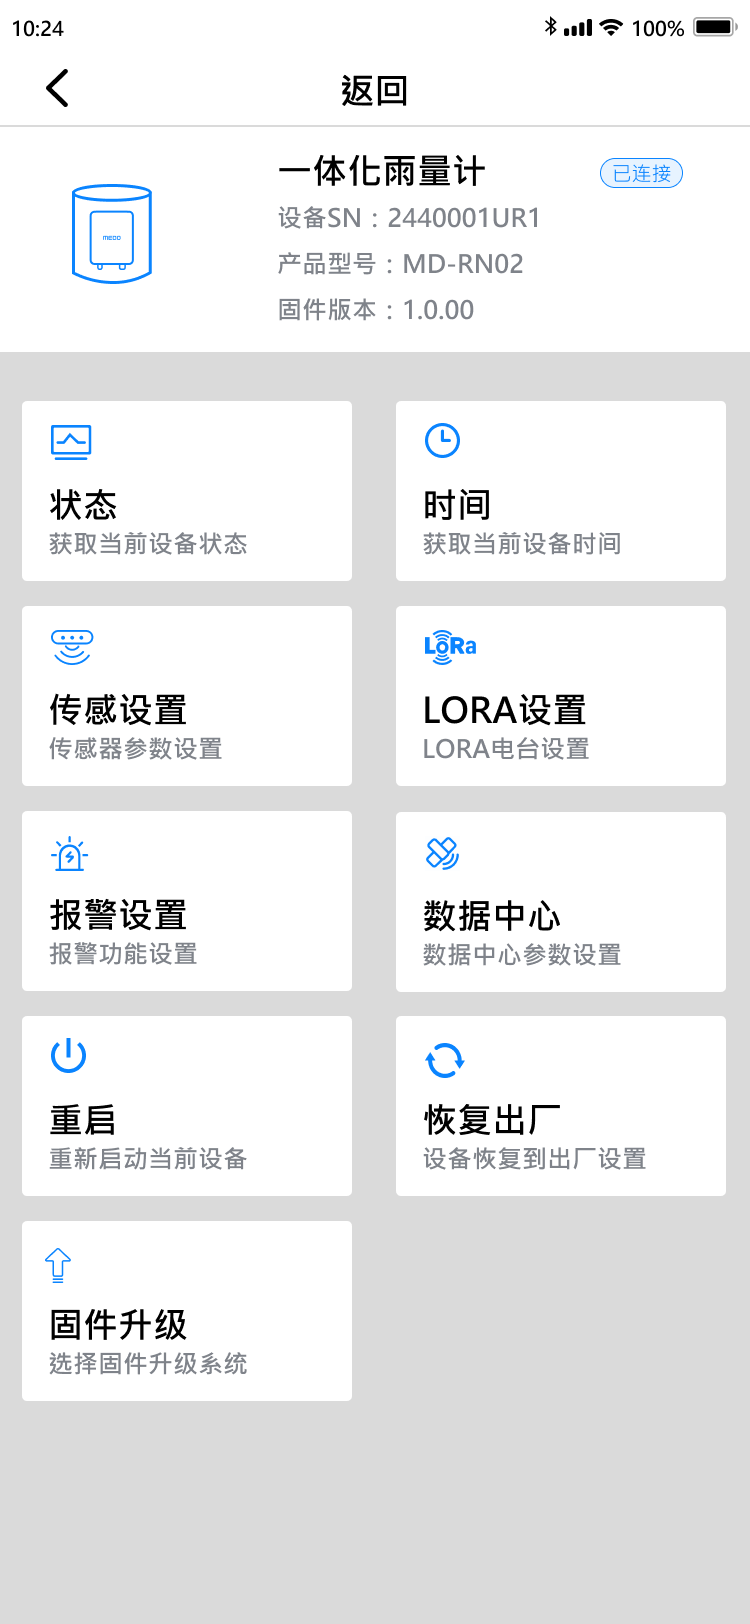 10:24
100%
返回
一体化雨量计
已连接
设备SN：2440001UR1
产品型号：MD-RN02
固件版本：1.0.00
状态
获取当前设备状态
时间
获取当前设备时间
传感设置
传感器参数设置
LoRa
LORA设置
LORA电台设置
报警设置
报警功能设置
数据中心
数据中心参数设置
重启
重新启动当前设备
恢复出厂
设备恢复到出厂设置
固件升级
选择固件升级系统